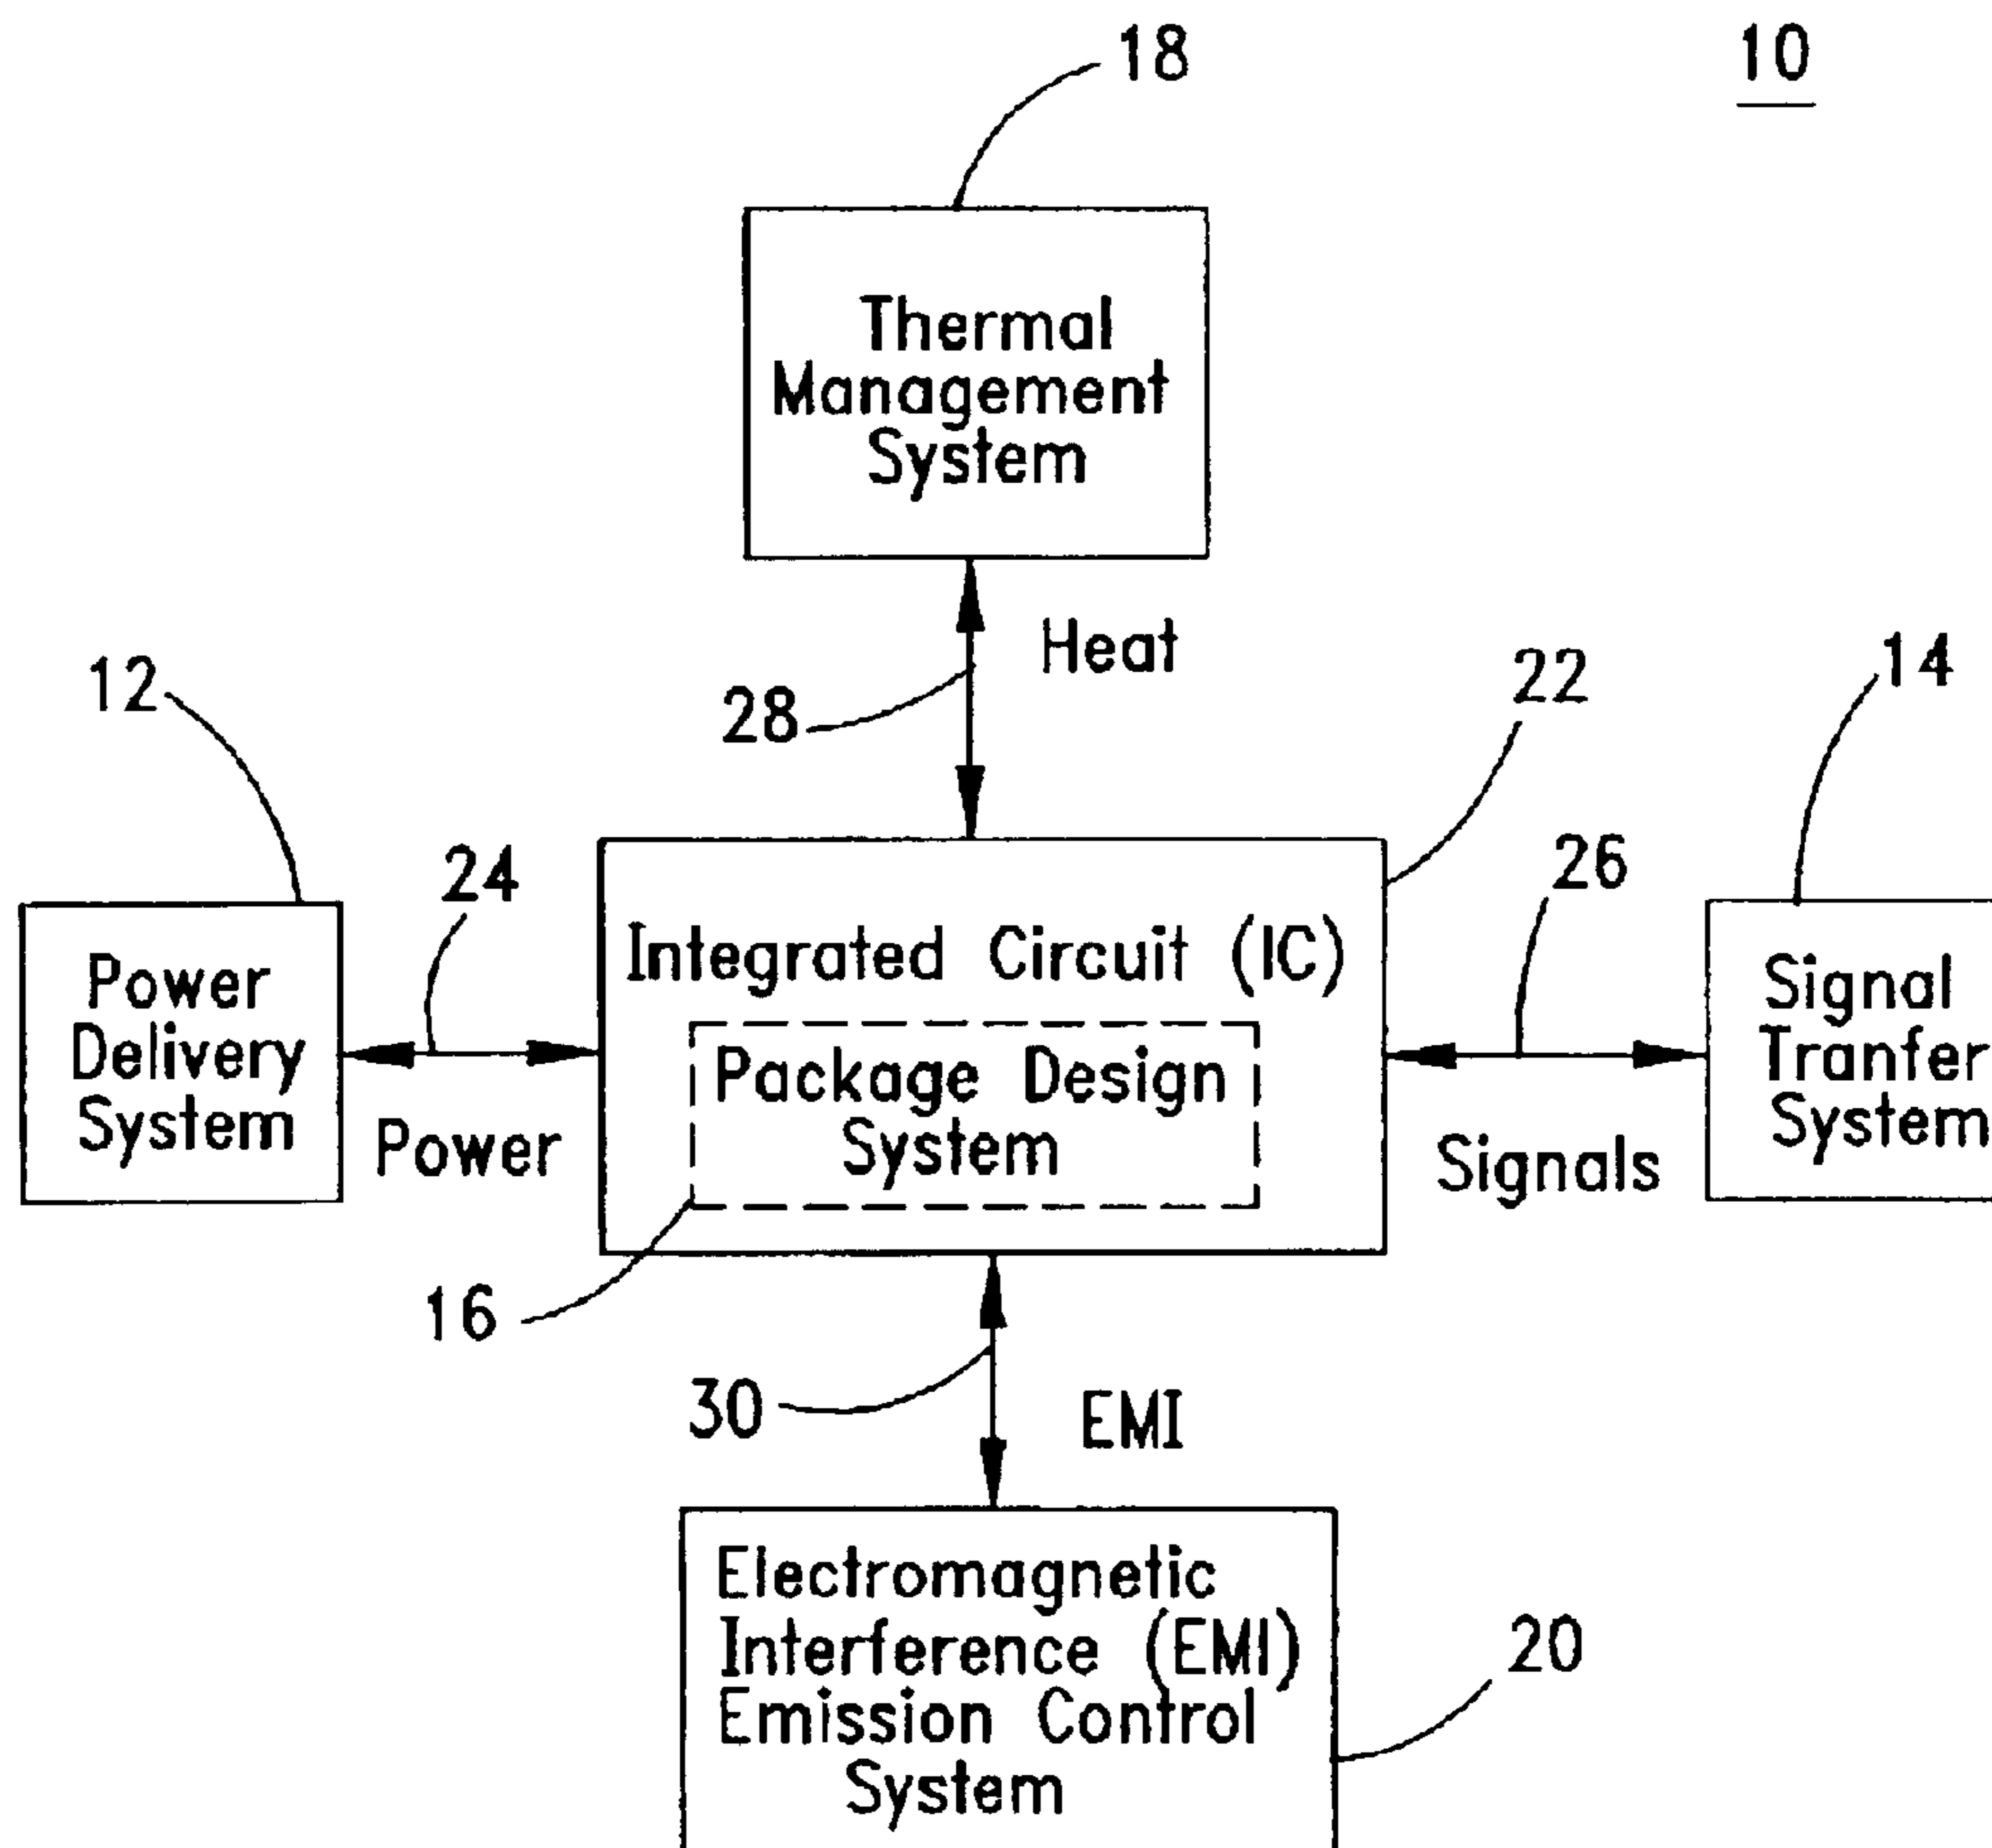 18
10
Thermal
Management
System
Heat
28
12
22
14
24
26
Integrated Circuit (IC)
Power
Delivery
System
Package Design
System
Signal
Tranfer
System
Power
Signals
16
30
EMI
Electromagnetic
Interference (EMI)
Emission Control
System
20